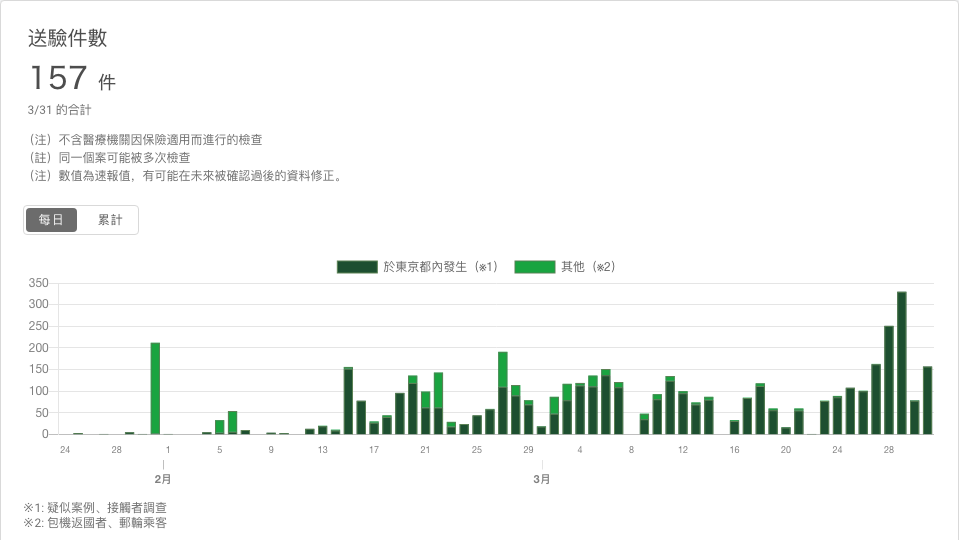 送驗件數
157 件
3/31 的合計
（注）不含醫療機關因保險適用而進行的檢查
（註）同一個案可能被多次檢查
（注）數值為速報值，有可能在未來被確認過後的資料修正。
每日 累計
於東京都內發生（※1） 其他（※2）
350
300
250
200
150
100
50
0
24 28 1 5 9 13 17 21 25 29 4 8 12 16 20 24 28
2月 3月
※1: 疑似案例、接觸者調查
※2: 包機返國者、郵輪乘客